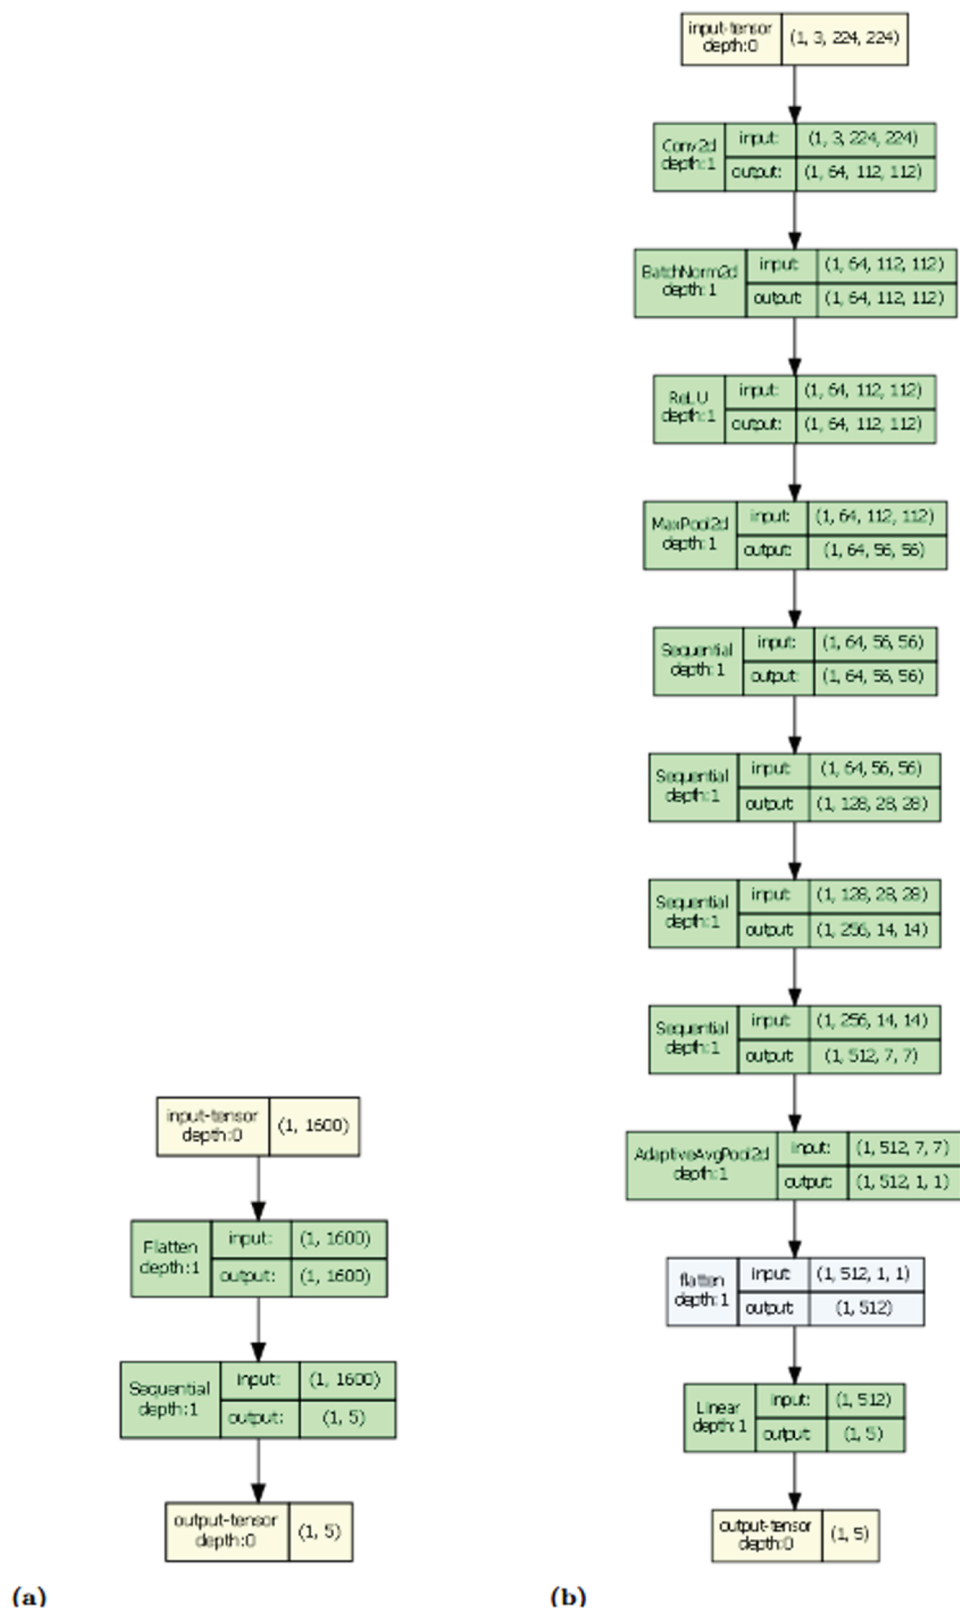 input-tensor
depth:0
(1, 3, 224, 224)
Conv2d
depth:1
input:
(1, 3, 224, 224)
output:
(1, 64, 112, 112)
BatchNorm2d
depth:1
input:
(1, 64, 112, 112)
output:
(1, 64, 112, 112)
ReLU
depth:1
input:
(1, 64, 112, 112)
output:
(1, 64, 112, 112)
MaxPool2d
depth:1
input:
(1, 64, 112, 112)
output:
(1, 64, 56, 56)
Sequential
depth:1
input:
(1, 64, 56, 56)
output:
(1, 64, 56, 56)
Sequential
depth:1
input:
(1, 64, 56, 56)
output:
(1, 128, 28, 28)
Sequential
depth:1
input:
(1, 128, 28, 28)
output:
(1, 256, 14, 14)
Sequential
depth:1
input:
(1, 256, 14, 14)
output:
(1, 512, 7, 7)
AdaptiveAvgPool2d
depth:1
input:
(1, 512, 7, 7)
output:
(1, 512, 1, 1)
flatten
depth:1
input:
(1, 512, 1, 1)
output:
(1, 512)
Linear
depth:1
input:
(1, 512)
output:
(1, 5)
output-tensor
depth:0
(1, 5)
input-tensor
depth:0
(1, 1600)
Flatten
depth:1
input:
(1, 1600)
output:
(1, 1600)
Sequential
depth:1
input:
(1, 1600)
output:
(1, 5)
output-tensor
depth:0
(1, 5)
(a)
(b)